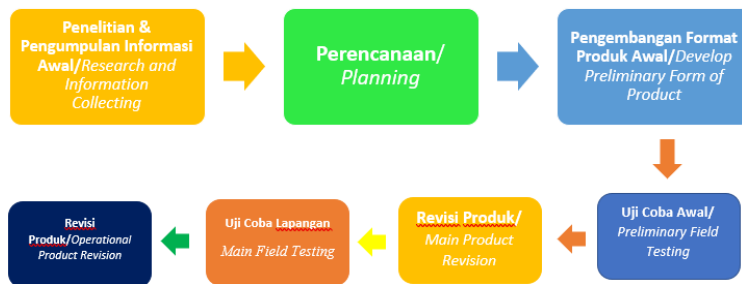 Penelitian &
Pengumpulan Informasi
Awal/Research and
Information
Collecting
Perencanaan/
Planning
Pengembangan Format
Produk Awal/Develop
Preliminary Form of
Product
Uji Coba Awal/
Preliminary Field
Testing
Revisi Produk/
Main Product
Revision
Uji Coba Lapangan
Main Field Testing
Revisi
Produk/Operational
Product Revision